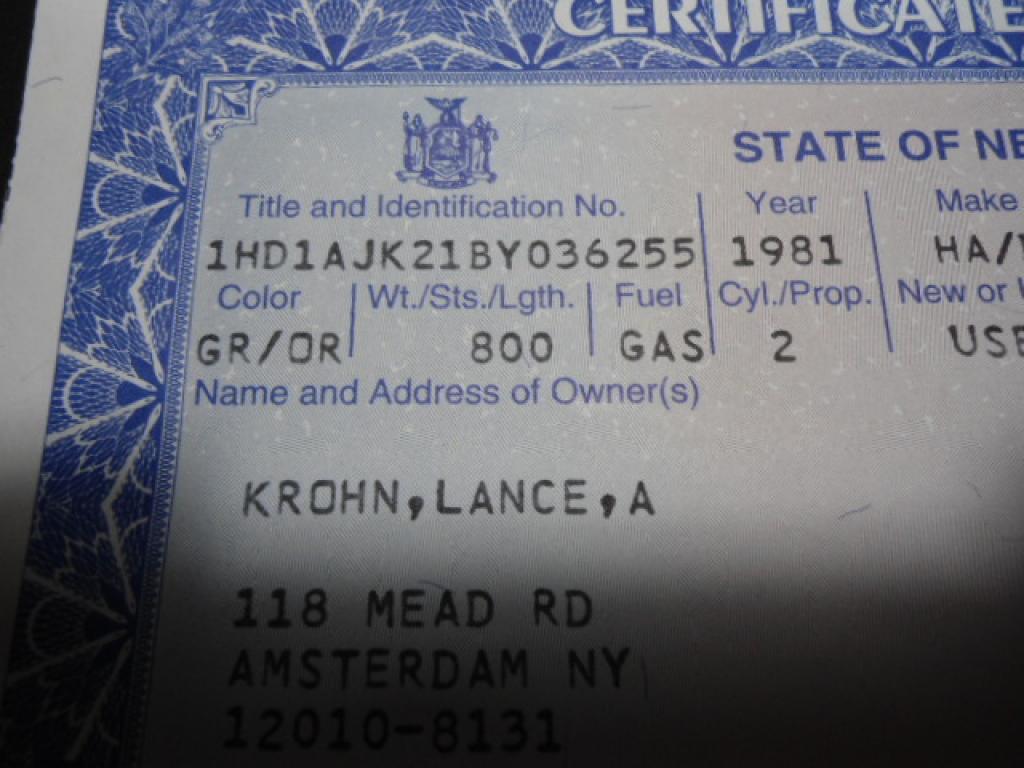 CERTIFICATE
STATE OF NE
Title and Identification No. Year Make
1HD1AJK21BY036255 1981 HA/
Color Wt./Sts./Lgth. Fuel Cyl./Prop. New or
GR/OR 800 GAS 2 USE
Name and Address of Owner(s)
KROHN,LANCE,A
118 MEAD RD
AMSTERDAM NY
12010-8131